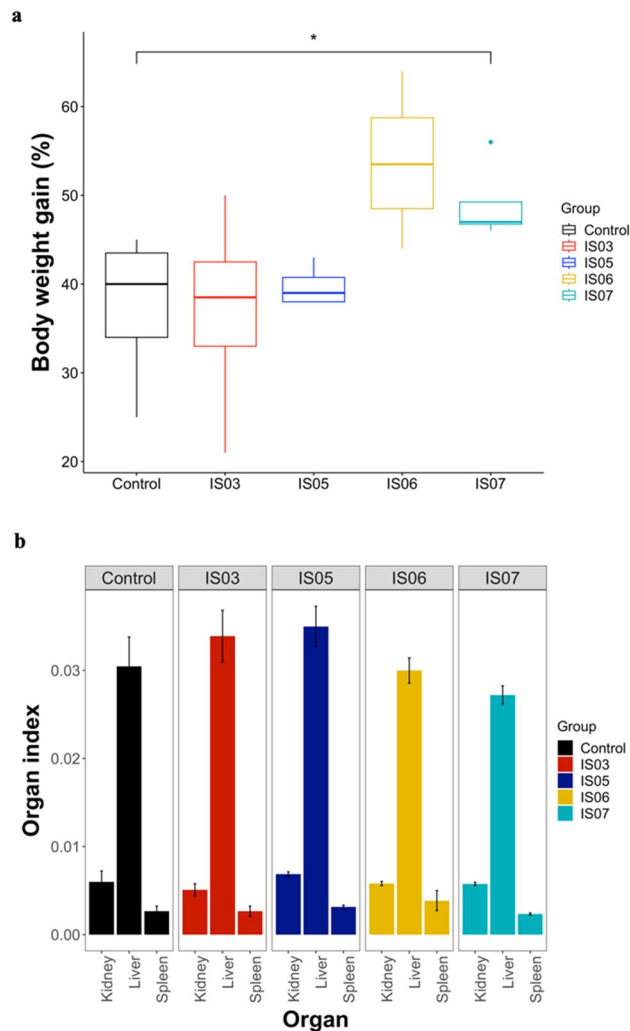 a
*
Body weight gain (%)
60
50
40
30
20
Control IS03 IS05 IS06 IS07
Group
Control
IS03
IS05
IS06
IS07
b
Control IS03 IS05 IS06 IS07
Organ index
0.03
0.02
0.01
0.00
Kidney Liver Spleen Kidney Liver Spleen Kidney Liver Spleen Kidney Liver Spleen Kidney Liver Spleen
Organ
Group
Control
IS03
IS05
IS06
IS07